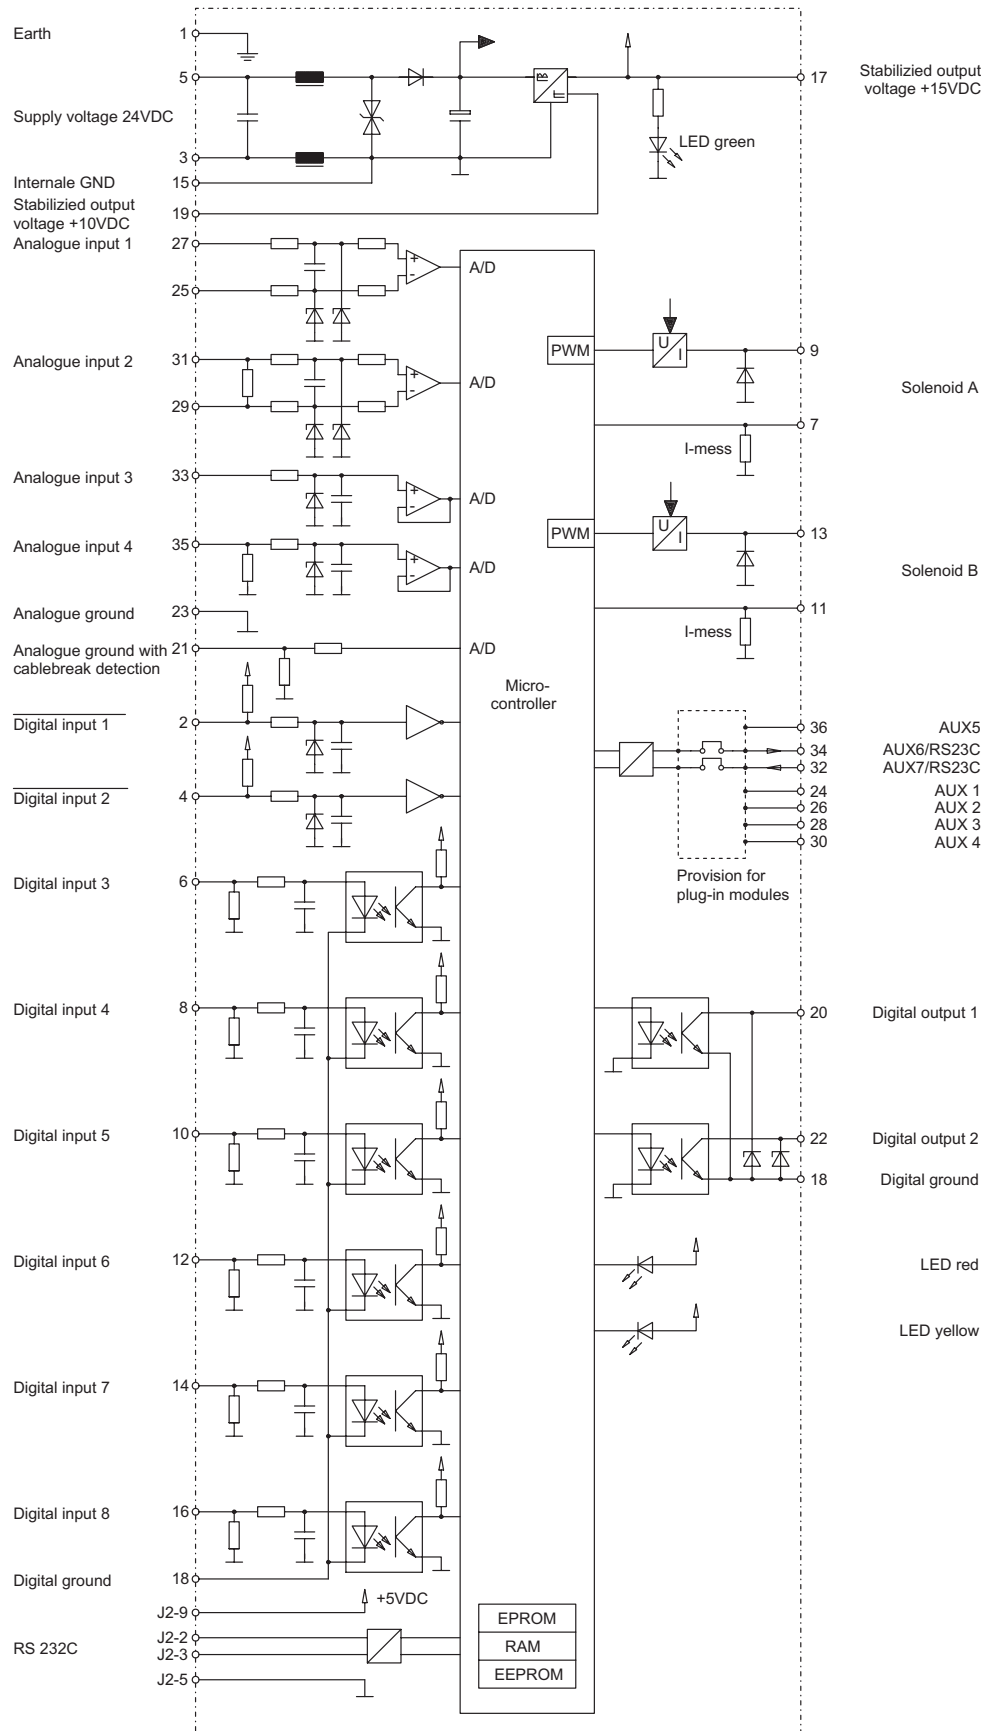 Earth 1
5
Supply voltage 24VDC
3
Internale GND 15
Stabilizied output
voltage +10VDC 19
17 Stabilizied output
voltage +15VDC
LED green
Analogue input 1 27
25
A/D
Analogue input 2 31
29
A/D
Analogue input 3 33
A/D
Analogue input 4 35
A/D
Analogue ground 23
Analogue ground with 21
cablebreak detection
A/D
Micro-
controller
+
-
+
-
+
-
+
-
PWM U I 9
Solenoid A
7
I-mess
PWM U I 13
Solenoid B
11
I-mess
Digital input 1 2
Digital input 2 4
36 AUX5
34 AUX6/RS23C
32 AUX7/RS23C
24 AUX 1
26 AUX 2
28 AUX 3
30 AUX 4
Provision for
plug-in modules
Digital input 3 6
Digital input 4 8
20 Digital output 1
Digital input 5 10
22 Digital output 2
18 Digital ground
Digital input 6 12
LED red
LED yellow
Digital input 7 14
Digital input 8 16
Digital ground 18
J2-9 +5VDC
J2-2
RS 232C
J2-3
J2-5
EPROM
RAM
EEPROM